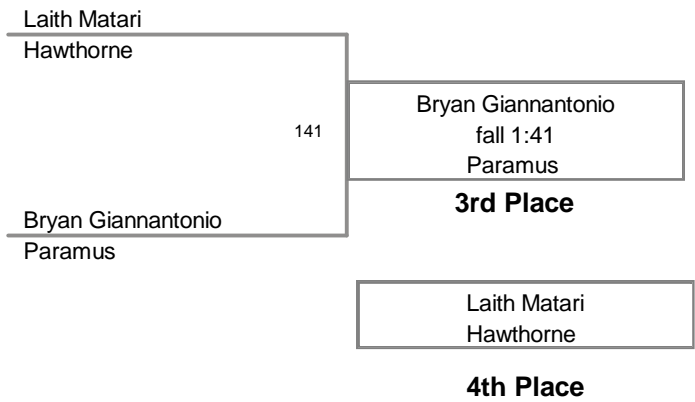 Laith Matari
Hawthorne
141
Bryan Giannantonio
fall 1:41
Paramus
3rd Place
Bryan Giannantonio
Paramus
Laith Matari
Hawthorne
4th Place